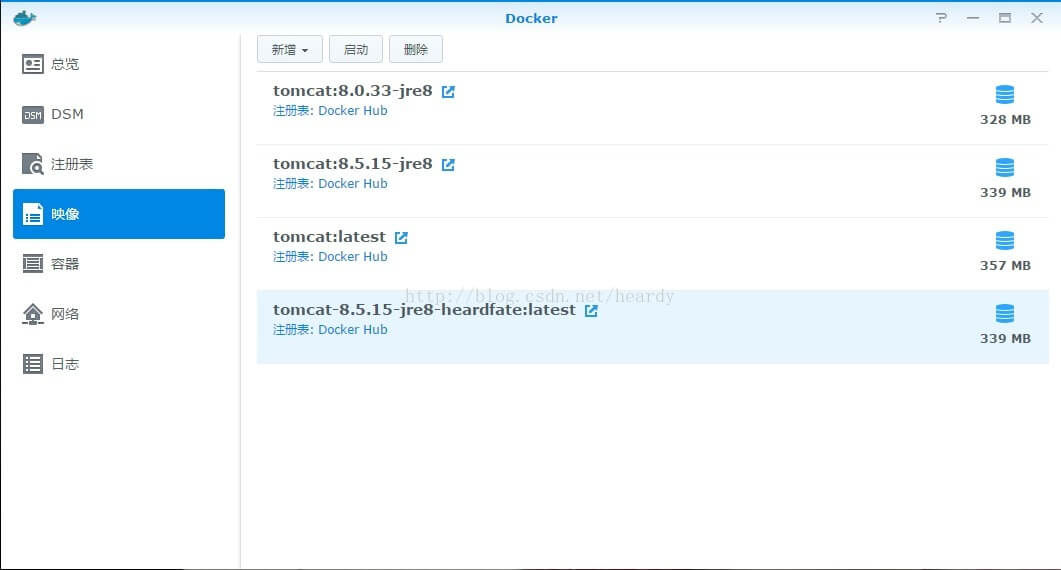 Docker
总览
DSM
注册表
映像
容器
网络
日志
新增 启动 删除
tomcat:8.0.33-jre8
注册表: Docker Hub
328 MB
tomcat:8.5.15-jre8
注册表: Docker Hub
339 MB
tomcat:latest
注册表: Docker Hub
357 MB
http://blog.csdn.net/heardy
tomcat-8.5.15-jre8-heardfate:latest
注册表: Docker Hub
339 MB